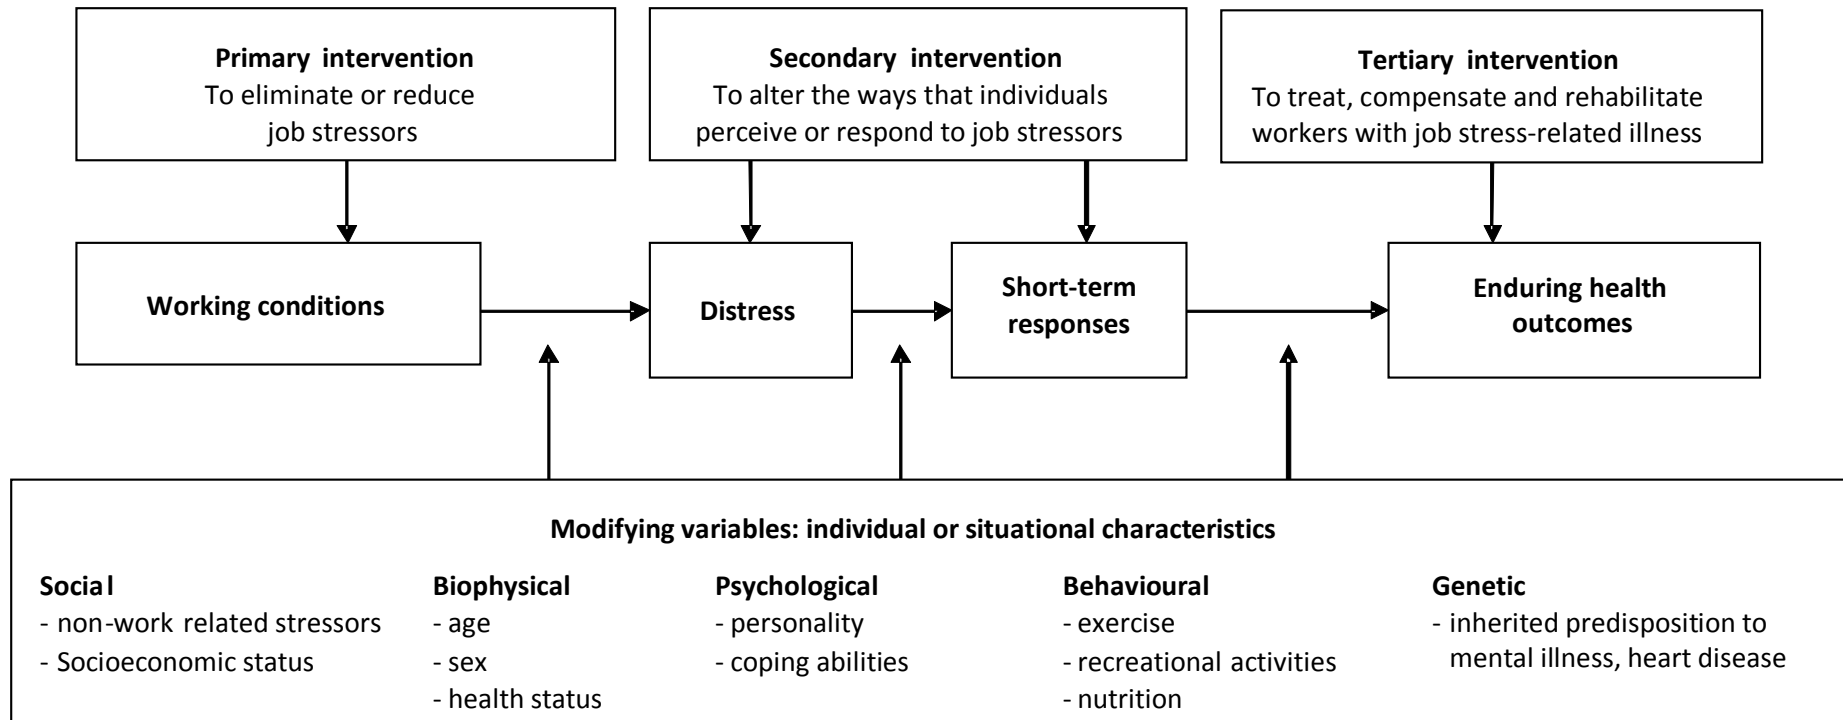 Primary intervention
To eliminate or reduce
job stressors
Secondary intervention
To alter the ways that individuals
perceive or respond to job stressors
Tertiary intervention
To treat, compensate and rehabilitate
workers with job stress-related illness
Working conditions
Distress
Short-term
responses
Enduring health
outcomes
Modifying variables: individual or situational characteristics
Social
- non-work related stressors
- Socioeconomic status
Biophysical
- age
- sex
- health status
Psychological
- personality
- coping abilities
Behavioural
- exercise
- recreational activities
- nutrition
Genetic
- inherited predisposition to
mental illness, heart disease